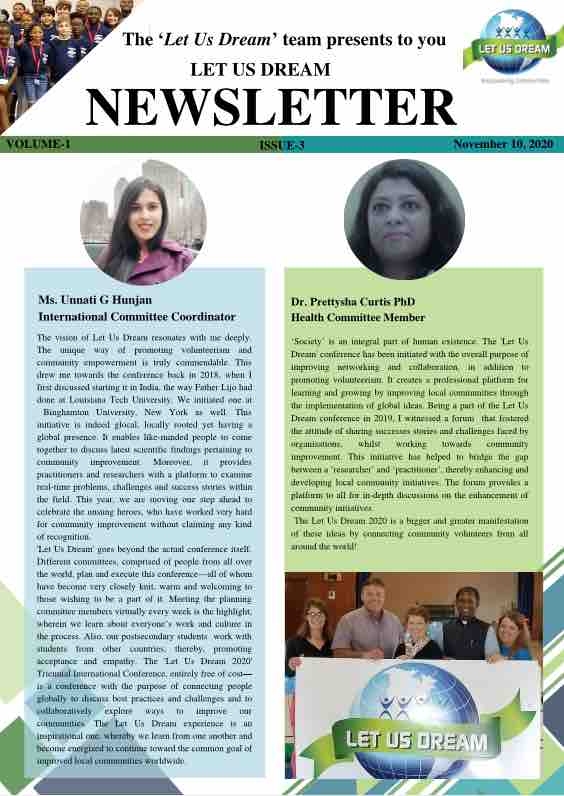 The ‘Let Us Dream’ team presents to you
LET US DREAM
NEWSLETTER
LET US DREAM
Empowering Communities
VOLUME-1
ISSUE-3
November 10, 2020
Ms. Unnati G Hunjan
International Committee Coordinator
The vision of Let Us Dream resonates with me deeply.
The unique way of promoting volunteerism and
community empowerment is truly commendable. This
drew me towards the conference back in 2018, when I
first discussed starting it in India, the way Father Lijo had
done at Louisiana Tech University. We initiated one at
Binghamton University, New York as well. This
initiative is indeed glocal, locally rooted yet having a
global presence. It enables like-minded people to come
together to discuss latest scientific findings pertaining to
community improvement. Moreover, it provides
practitioners and researchers with a platform to examine
real-time problems, challenges and success stories within
the field. This year, we are moving one step ahead to
celebrate the unsung heroes, who have worked very hard
for community improvement without claiming any kind
of recognition.
'Let Us Dream' goes beyond the actual conference itself.
Different committees, comprised of people from all over
the world, plan and execute this conference—all of whom
have become very closely knit, warm and welcoming to
those wishing to be a part of it. Meeting the planning
committee members virtually every week is the highlight,
wherein we learn about everyone’s work and culture in
the process. Also, our postsecondary students work with
students from other countries, thereby, promoting
acceptance and empathy. The 'Let Us Dream 2020'
Triennial International Conference, entirely free of cost—
is a conference with the purpose of connecting people
globally to discuss best practices and challenges and to
collaboratively explore ways to improve our
communities. The Let Us Dream experience is an
inspirational one, whereby we learn from one another and
become energized to continue toward the common goal of
improved local communities worldwide.
Dr. Prettysha Curtis PhD
Health Committee Member
‘Society’ is an integral part of human existence. The 'Let Us
Dream' conference has been initiated with the overall purpose of
improving networking and collaboration, in addition to
promoting volunteerism. It creates a professional platform for
learning and growing by improving local communities through
the implementation of global ideas. Being a part of the Let Us
Dream conference in 2019, I witnessed a forum that fostered
the attitude of sharing successes stories and challenges faced by
organisations, whilst working towards community
improvement. This initiative has helped to bridge the gap
between a ‘researcher’ and ‘practitioner’, thereby enhancing and
developing local community initiatives. The forum provides a
platform to all for in-depth discussions on the enhancement of
community initiatives.
The Let Us Dream 2020 is a bigger and greater manifestation
of these ideas by connecting community volunteers from all
around the world!
LET US DREAM